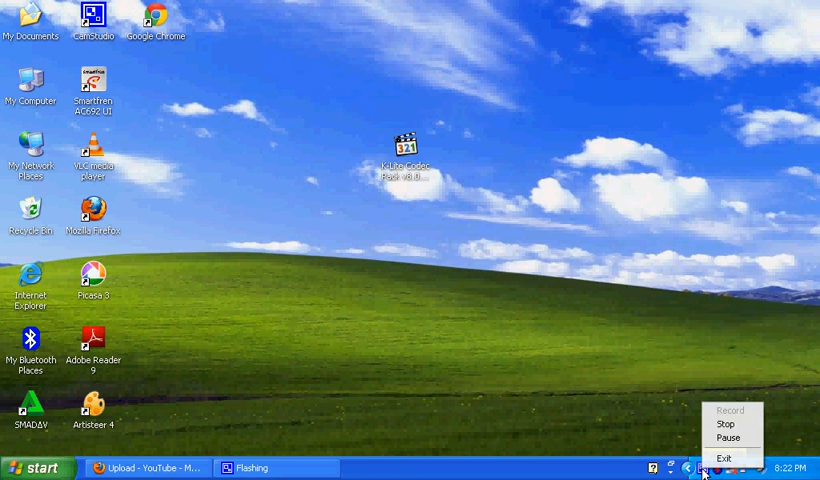 My Documents
CamStudio
Google Chrome
My Computer
Smartfren
AC692 UI
My Network
Places
VLC media
player
K-Lite Codec
Pack v8.0....
Recycle Bin
Mozilla Firefox
Internet
Explorer
Picasa 3
My Bluetooth
Places
Adobe Reader
9
SMADΔV
Artisteer 4
Record
Stop
Pause
Exit
start
Upload - YouTube - M...
Flashing
8:22 PM